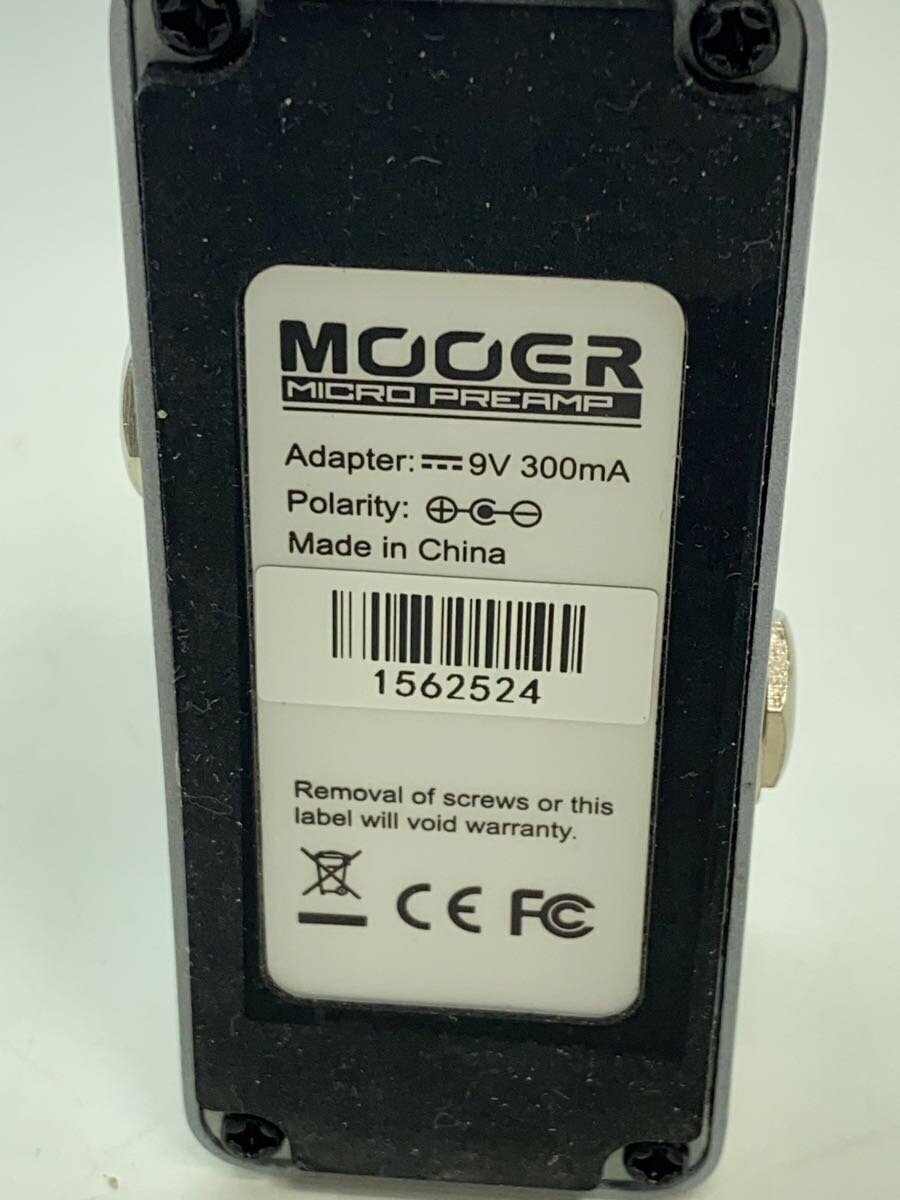 MOOER
MICRO PREAMP
Adapter: 9V 300mA
Polarity:
Made in China
1562524
Removal of screws or this
label will void warranty.
CE FC